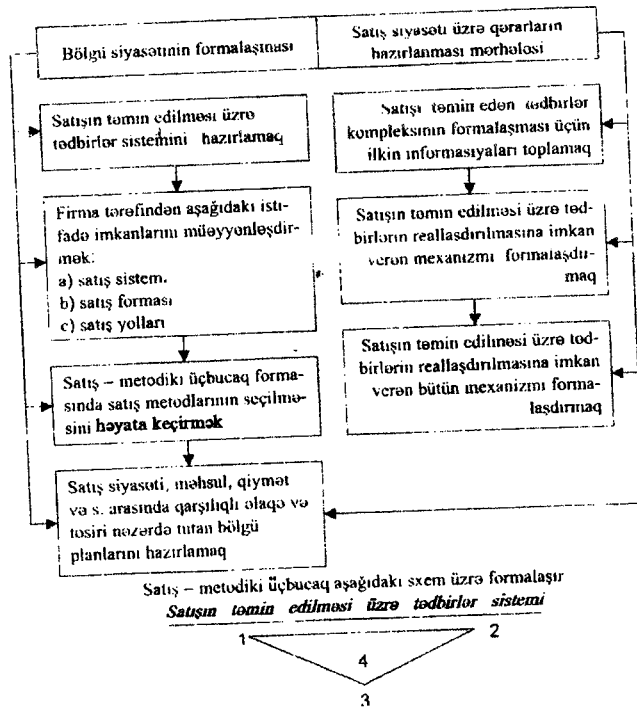 Bölgü siyasətinin formalaşması
Satış siyasəti üzrə qərarların
hazırlanması mərhələsi
Satışın təmin edilməsi üzrə
tədbirlər sistemini hazırlamaq
Firma tərəfindən aşağıdakı isti-
fadə imkanlarını müəyyənləşdir-
mək:
a) satış sistem.
b) satış forması
c) satış yolları
Satış – metodiki üçbucaq forma-
sında satış metodlarının seçilmə-
sini həyata keçirmək
Satış siyasəti, məhsul, qiymət
və s. arasında qarşılıqlı əlaqə və
təsiri nəzərdə tutan bölgü
planlarını hazırlamaq
Satışı təmin edən tədbirlər
kompleksinin formalaşması üçün
ilkin informasiyaları toplamaq
Satışın təmin edilməsi üzrə təd-
birlərin reallaşdırılmasına imkan
verən mexanizmi formalaşdır-
maq
Satışın təmin edilməsi üzrə təd-
birlərin reallaşdırılmasına imkan
verən bütün mexanizmi forma-
laşdırmaq
Satış – metodiki üçbucaq aşağıdakı sxem üzrə formalaşır
Satışın təmin edilməsi üzrə tədbirlər sistemi
1 2
4
3